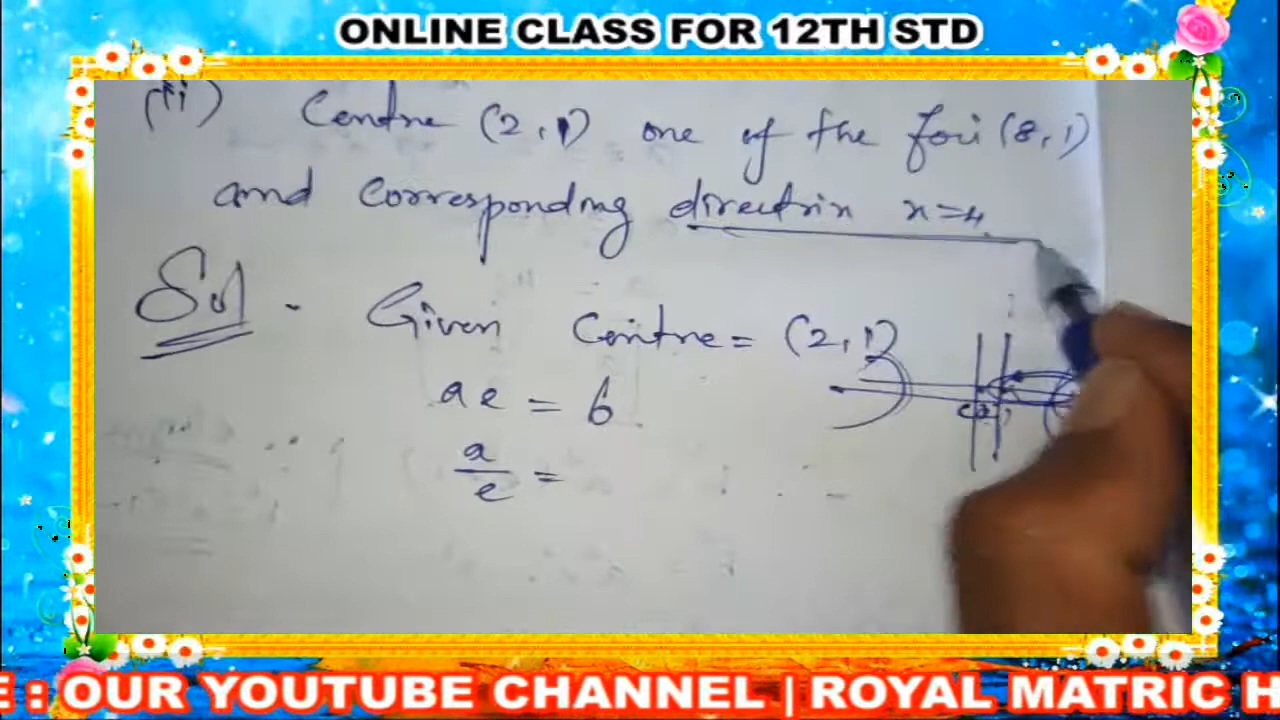 ONLINE CLASS FOR 12TH STD
(ii) Centre (2,1) one of the foci (8,1)
and corresponding directrix x=4.
Sol - Given Centre = (2,1)
ae = 6
a/e =
E : OUR YOUTUBE CHANNEL | ROYAL MATRIC H